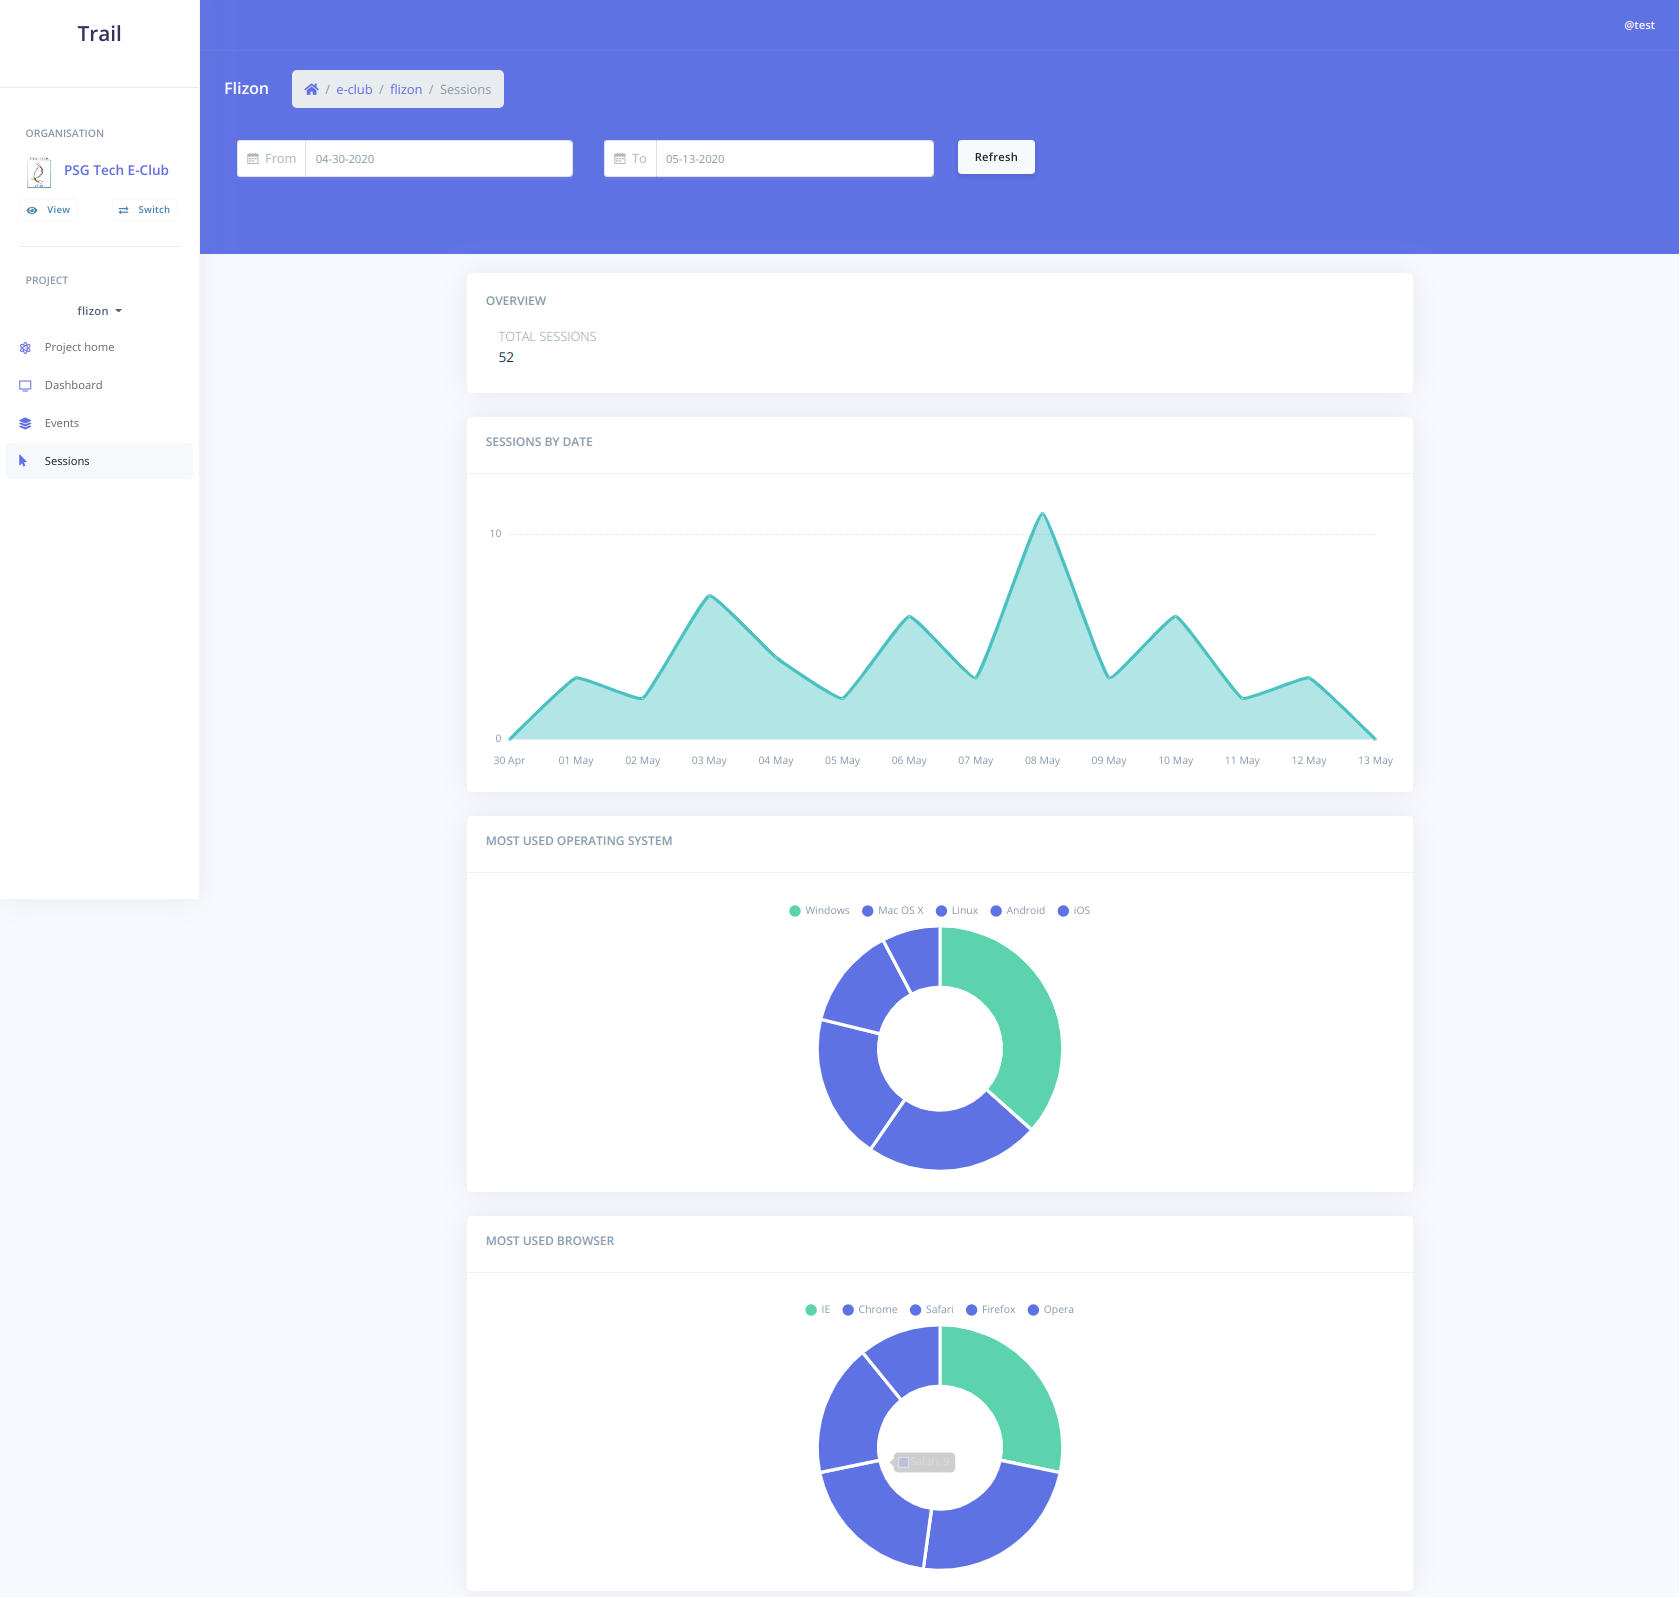 Trail
@test
Flizon
/ e-club / flizon / Sessions
From 04-30-2020
To 05-13-2020
Refresh
ORGANISATION
PSG Tech E-Club
View
Switch
PROJECT
flizon
Project home
Dashboard
Events
Sessions
OVERVIEW
TOTAL SESSIONS
52
SESSIONS BY DATE
10
0
30 Apr 01 May 02 May 03 May 04 May 05 May 06 May 07 May 08 May 09 May 10 May 11 May 12 May 13 May
MOST USED OPERATING SYSTEM
Windows Mac OS X Linux Android iOS
MOST USED BROWSER
IE Chrome Safari Firefox Opera
Safari: 9